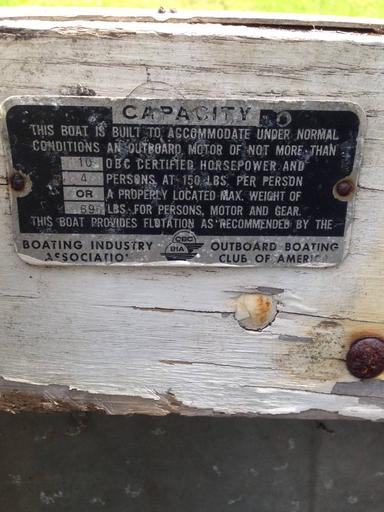 CAPACITY
THIS BOAT IS BUILT TO ACCOMMODATE UNDER NORMAL
CONDITIONS AN OUTBOARD MOTOR OF NOT MORE THAN
10 OBC CERTIFIED HORSEPOWER AND
4 PERSONS, AT 150 LBS. PER PERSON
OR A PROPERLY LOCATED MAX. WEIGHT OF
LBS. FOR PERSONS, MOTOR AND GEAR.
THIS BOAT PROVIDES FLOTATION AS RECOMMENDED BY THE
BOATING INDUSTRY OBC OUTBOARD BOATING
ASSOCIATION BIA CLUB OF AMERICA